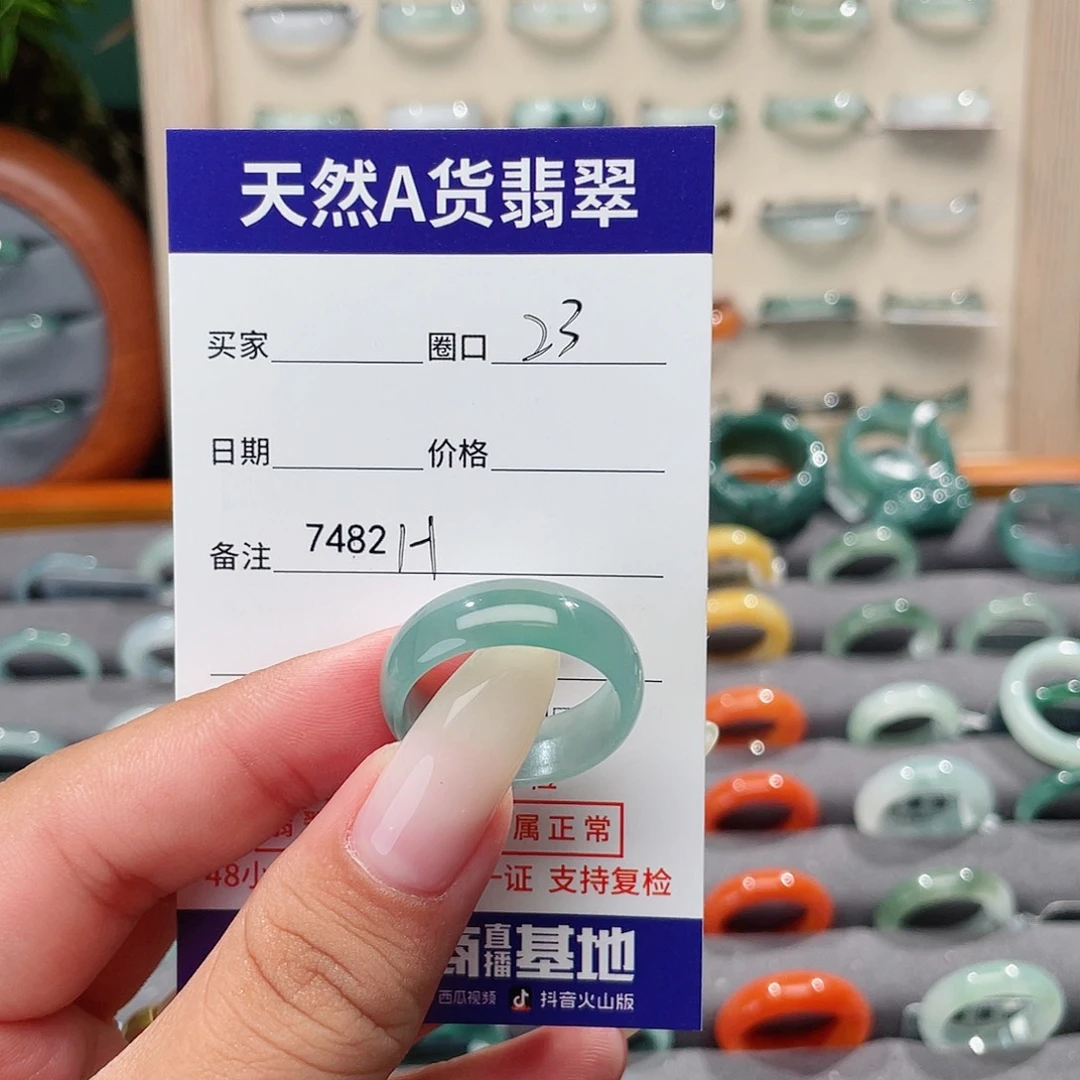 天然A货翡翠
买家 圈口 23
日期 价格
备注 7482H
属正常
48小 一证 支持复检
直播基地
西瓜视频 抖音火山版